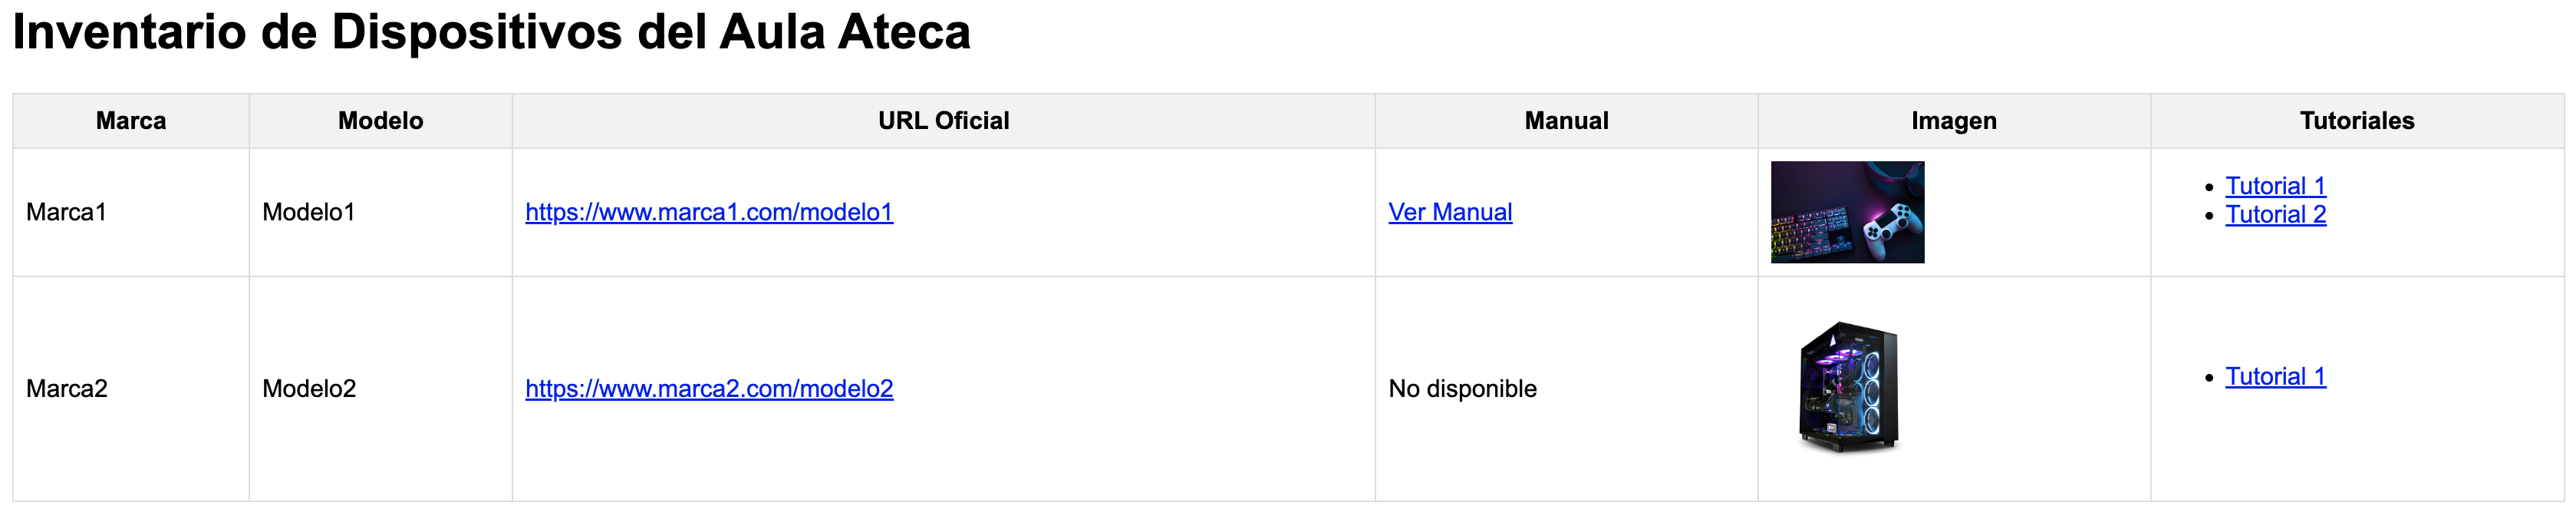 Inventario de Dispositivos del Aula Ateca
Marca Modelo URL Oficial Manual Imagen Tutoriales
Marca1 Modelo1 https://www.marca1.com/modelo1 Ver Manual
Tutorial 1
Tutorial 2
Marca2 Modelo2 https://www.marca2.com/modelo2 No disponible
Tutorial 1